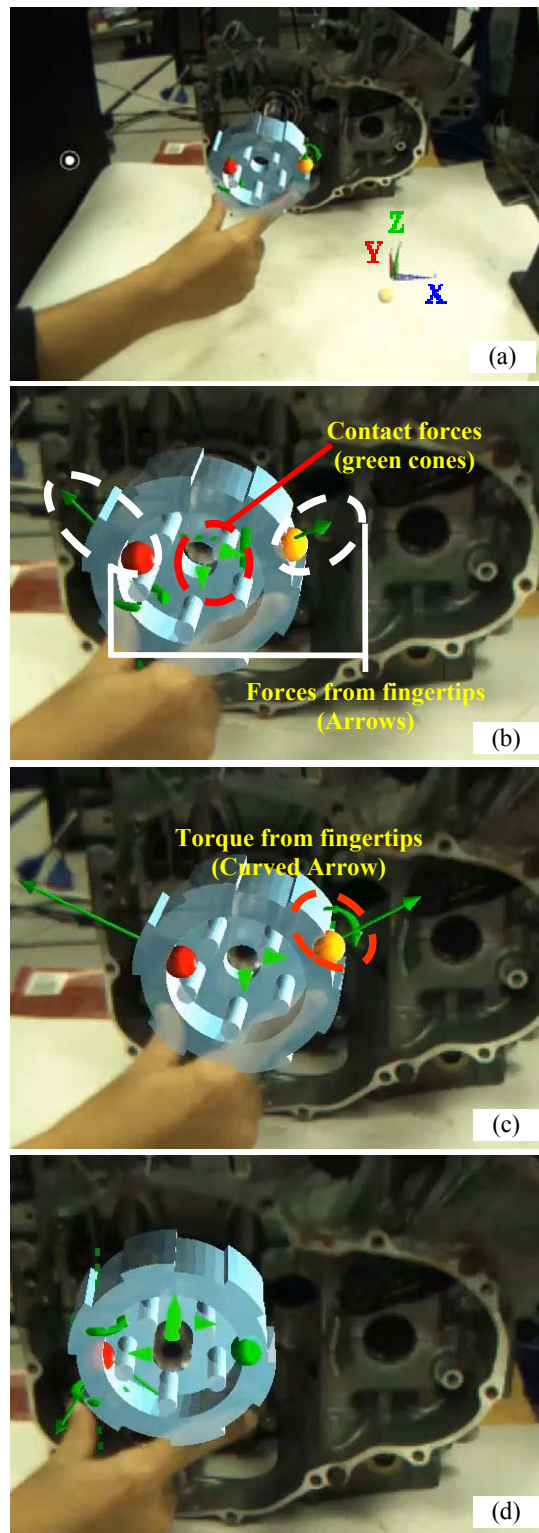 Z
Y
X
(a)
Contact forces
(green cones)
Forces from fingertips
(Arrows)
(b)
Torque from fingertips
(Curved Arrow)
(c)
(d)